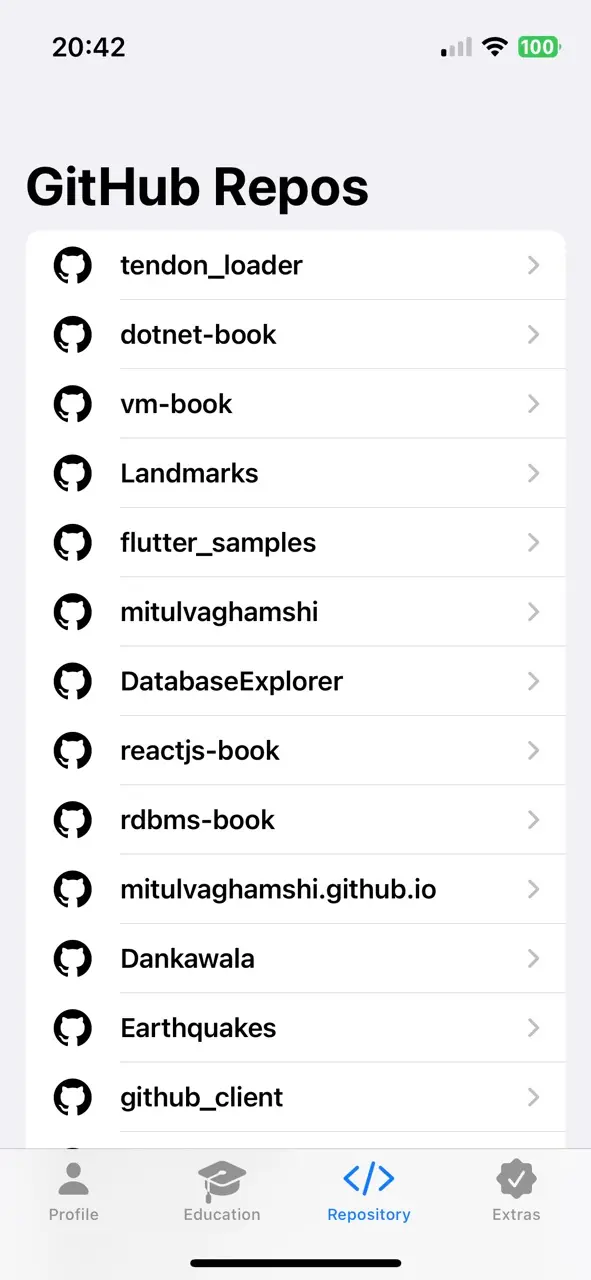 20:42
100
GitHub Repos
tendon_loader
dotnet-book
vm-book
Landmarks
flutter_samples
mitulvaghamshi
DatabaseExplorer
reactjs-book
rdbms-book
mitulvaghamshi.github.io
Dankawala
Earthquakes
github_client
Profile
Education
Repository
Extras